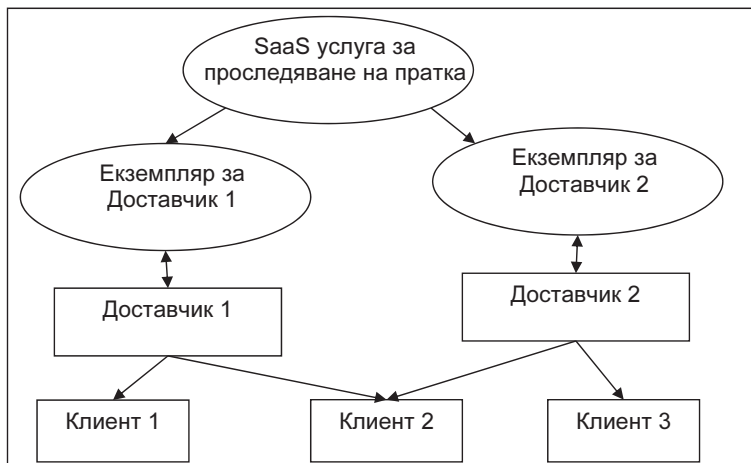 SaaS услуга за
проследяване на пратка
Екземпляр за
Доставчик 1
Екземпляр за
Доставчик 2
Доставчик 1
Доставчик 2
Клиент 1
Клиент 2
Клиент 3